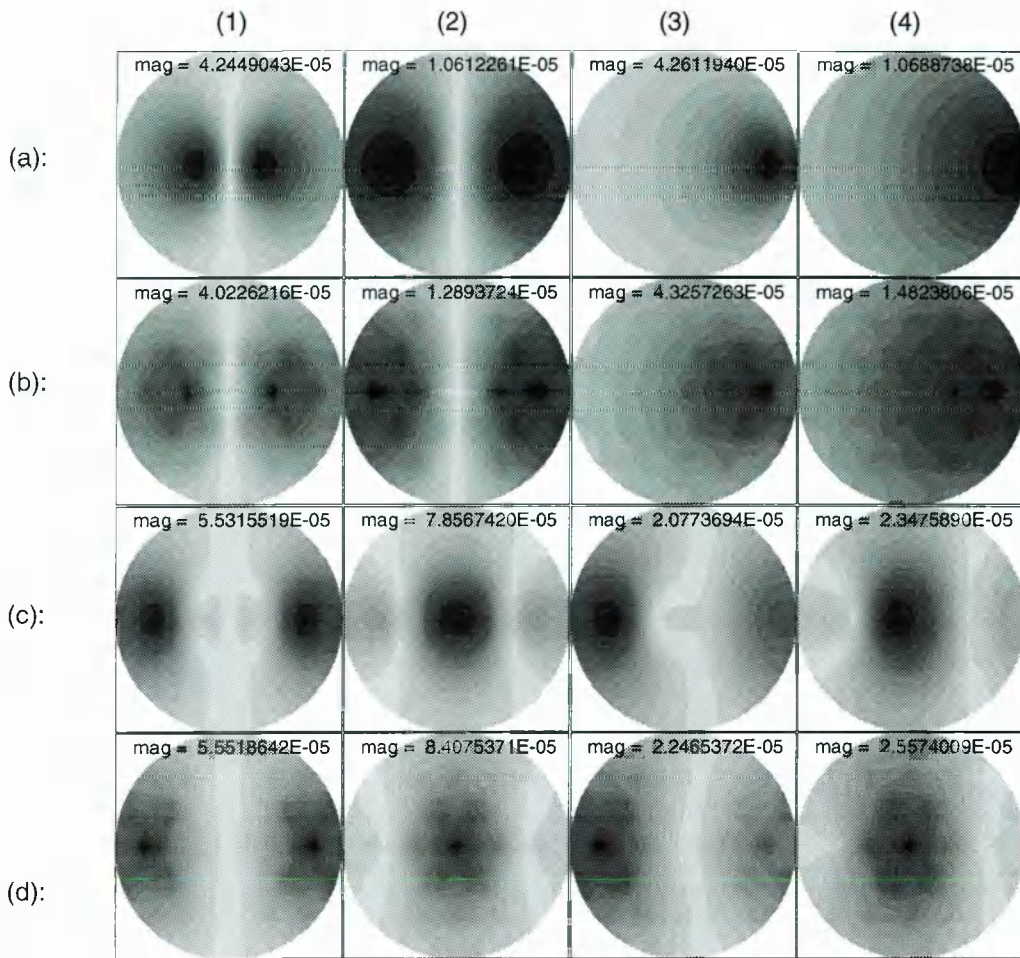 (1) (2) (3) (4)
(a):
mag = 4.2449043E-05 mag = 1.0612261E-05 mag = 4.2611940E-05 mag = 1.0688738E-05
(b):
mag = 4.0226216E-05 mag = 1.2893724E-05 mag = 4.3257263E-05 mag = 1.4823806E-05
(c):
mag = 5.5315519E-05 mag = 7.8567420E-05 mag = 2.0773694E-05 mag = 2.3475890E-05
(d):
mag = 5.5518642E-05 mag = 8.4075371E-05 mag = 2.2465372E-05 mag = 2.5574009E-05